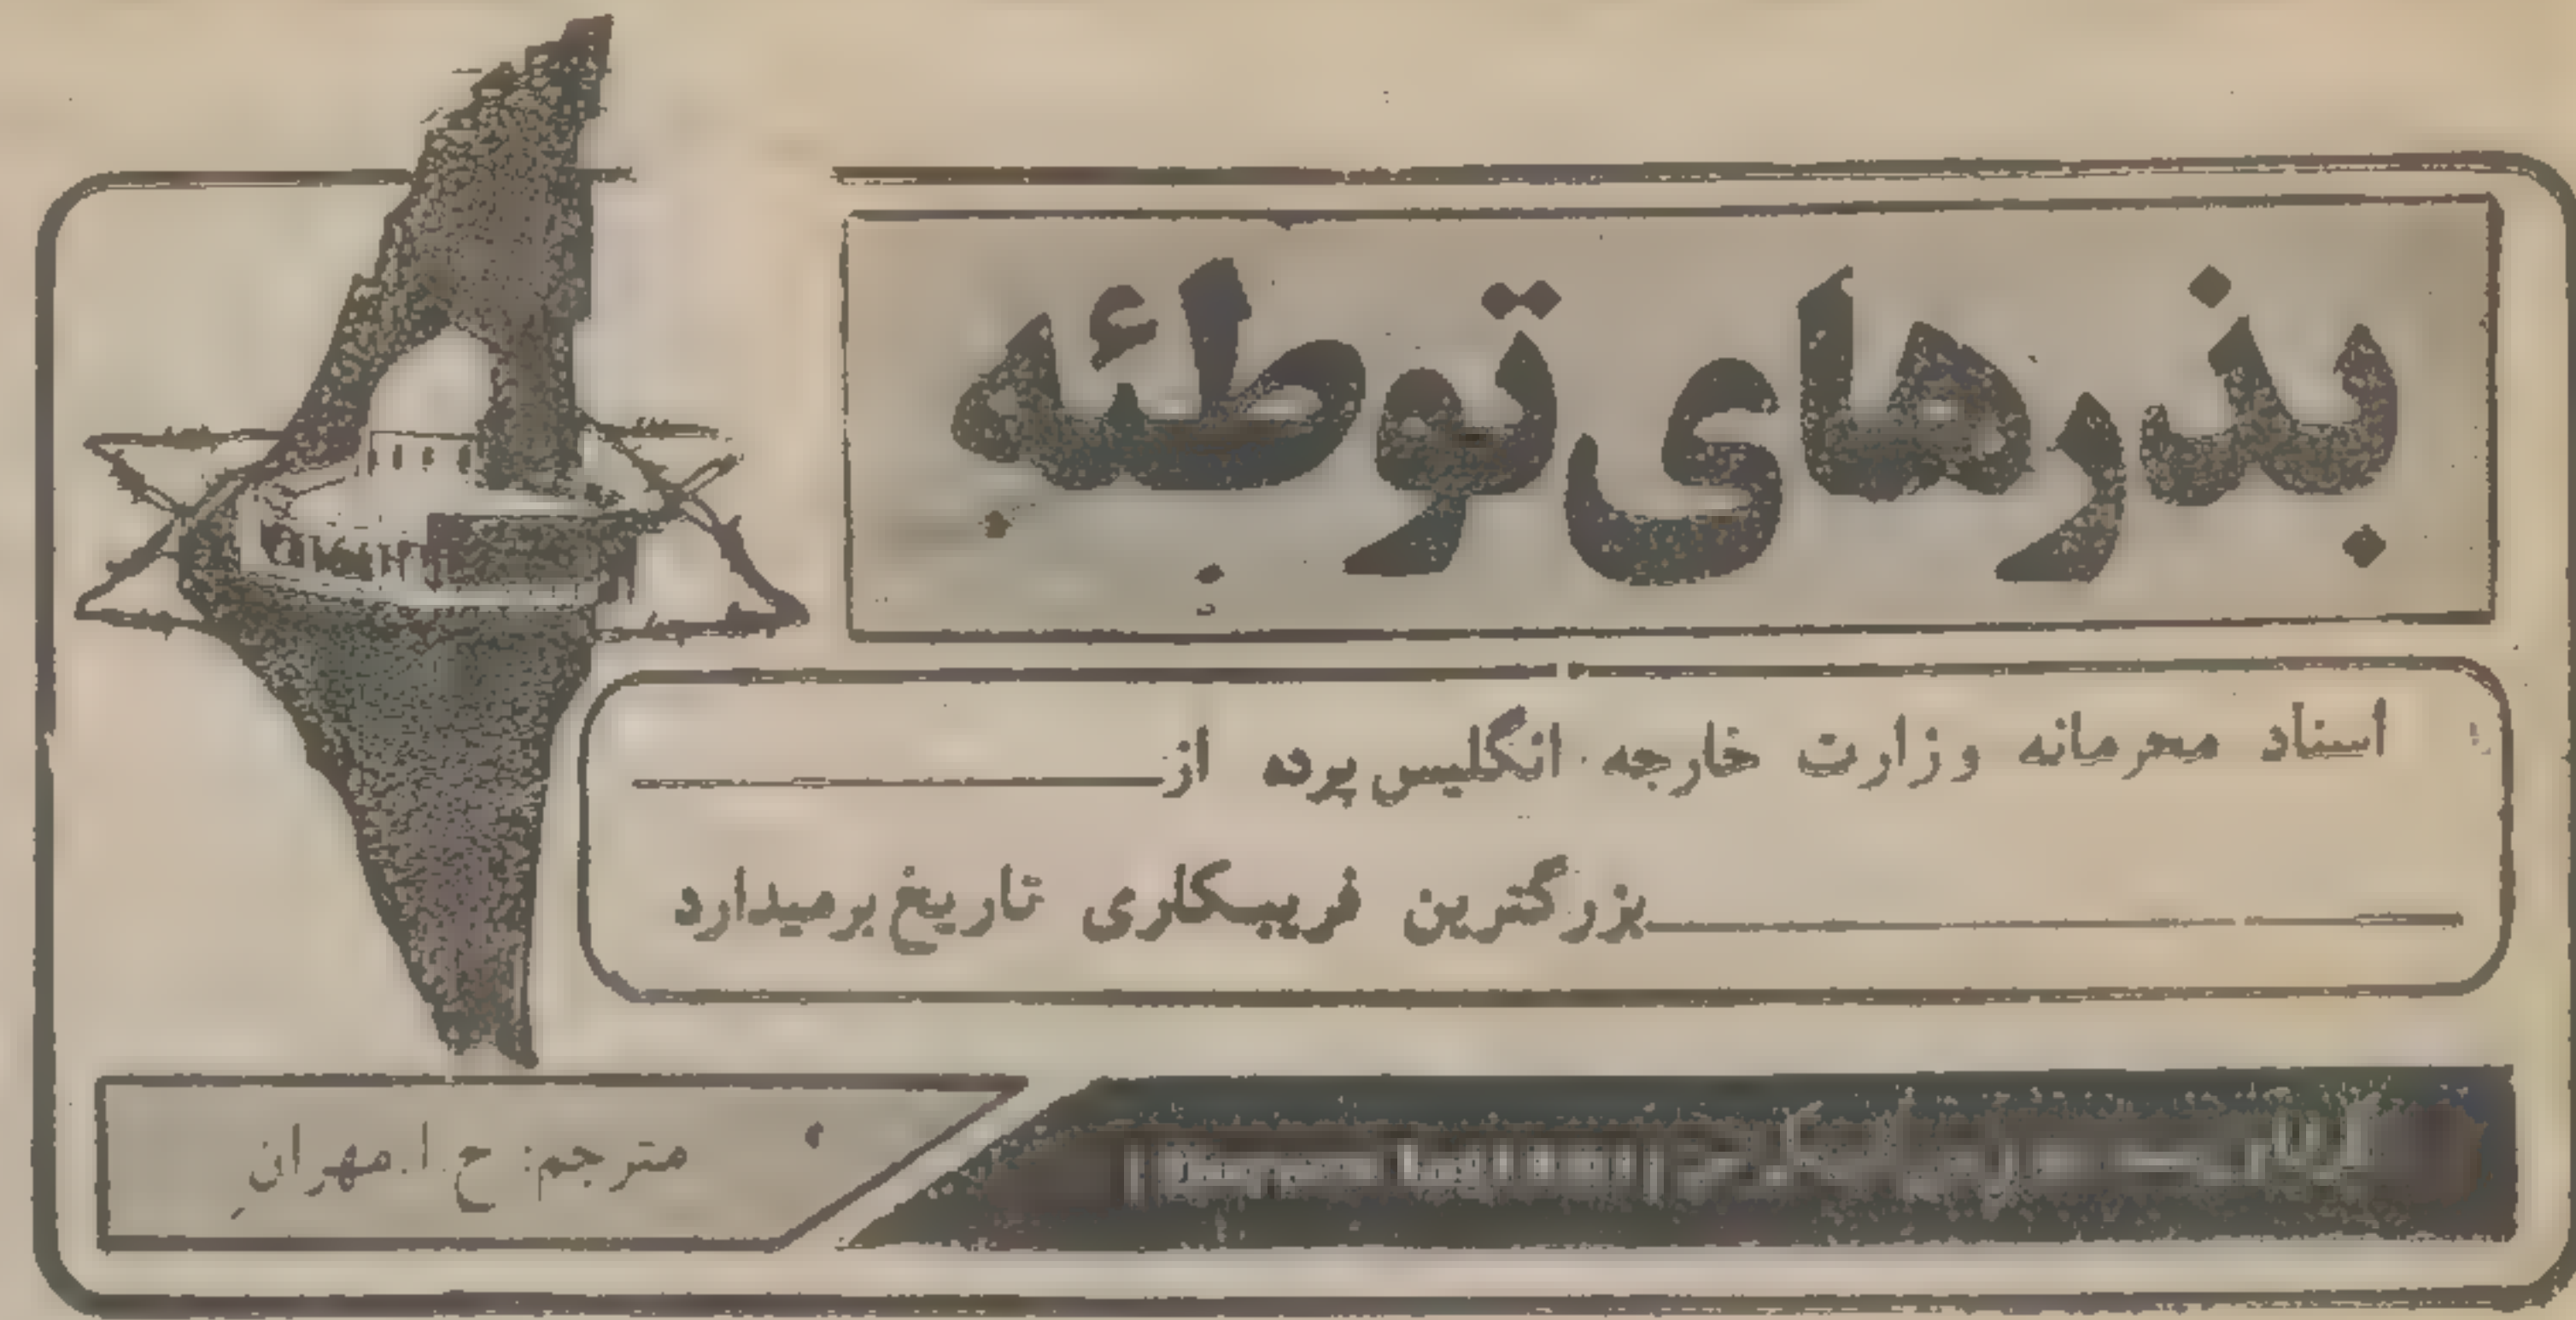 بذرهای توطئه
اسناد محرمانه وزارت خارجه انگلیس پرده از
بزرگترین فریبکاری تاریخ برمیدارد
مترجم: ح.ا.مهران